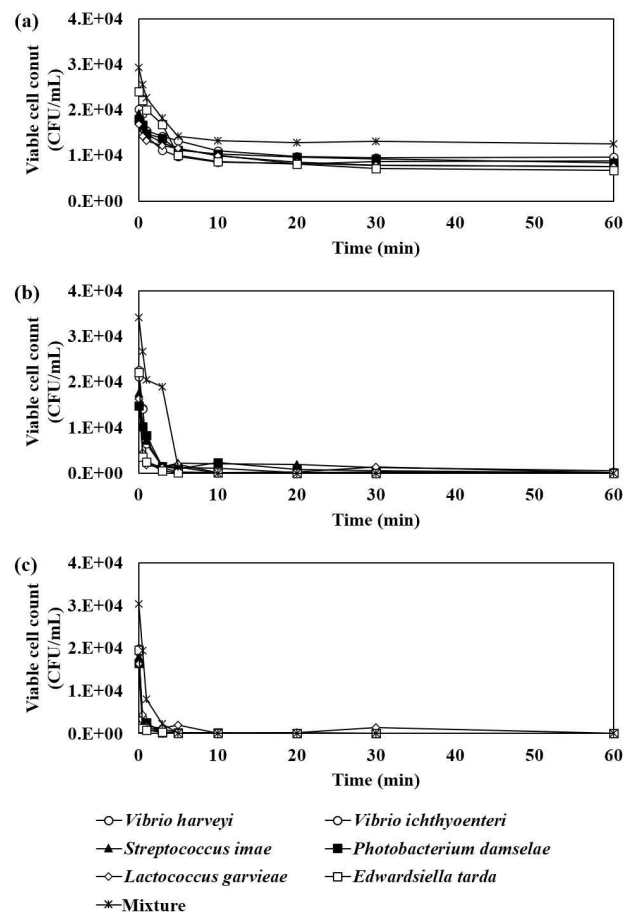 (a)
Viable cell conut
(CFU/mL)
4.E+04
3.E+04
2.E+04
1.E+04
0.E+00
0 10 20 30 40 50 60
Time (min)
(b)
Viable cell count
(CFU/mL)
4.E+04
3.E+04
2.E+04
1.E+04
0.E+00
0 10 20 30 40 50 60
Time (min)
(c)
Viable cell count
(CFU/mL)
4.E+04
3.E+04
2.E+04
1.E+04
0.E+00
0 10 20 30 40 50 60
Time (min)
Vibrio harveyi Vibrio ichthyoenteri
Streptococcus imae Photobacterium damselae
Lactococcus garvieae Edwardsiella tarda
Mixture